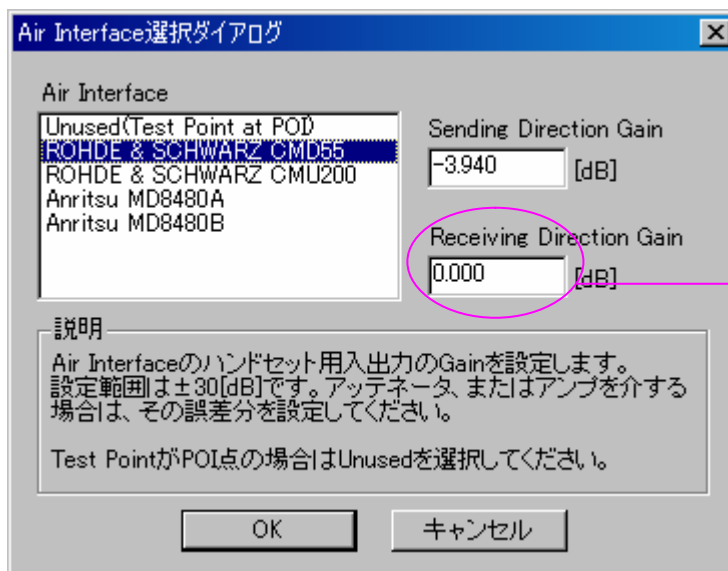 Air Interface選択ダイアログ
Air Interface
Unused(Test Point at POI)
ROHDE & SCHWARZ CMD55
ROHDE & SCHWARZ CMU200
Anritsu MD8480A
Anritsu MD8480B
Sending Direction Gain
-3.940 [dB]
Receiving Direction Gain
0.000 [dB]
説明
Air Interfaceのハンドセット用入出力のGainを設定します。
設定範囲は±30[dB]です。アッテネータ、またはアンプを介する
場合は、その誤差分を設定してください。
Test PointがPOI点の場合はUnusedを選択してください。
OK
キャンセル